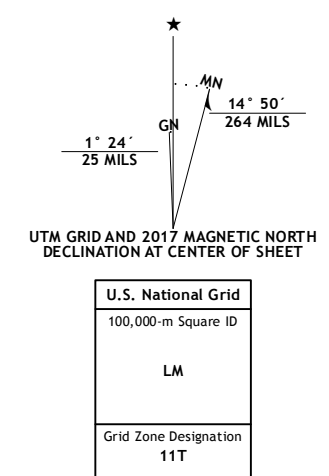 MN
GN
14° 50´
264 MILS
1° 24´
25 MILS
UTM GRID AND 2017 MAGNETIC NORTH
DECLINATION AT CENTER OF SHEET
U.S. National Grid
100,000-m Square ID
LM
Grid Zone Designation
11T